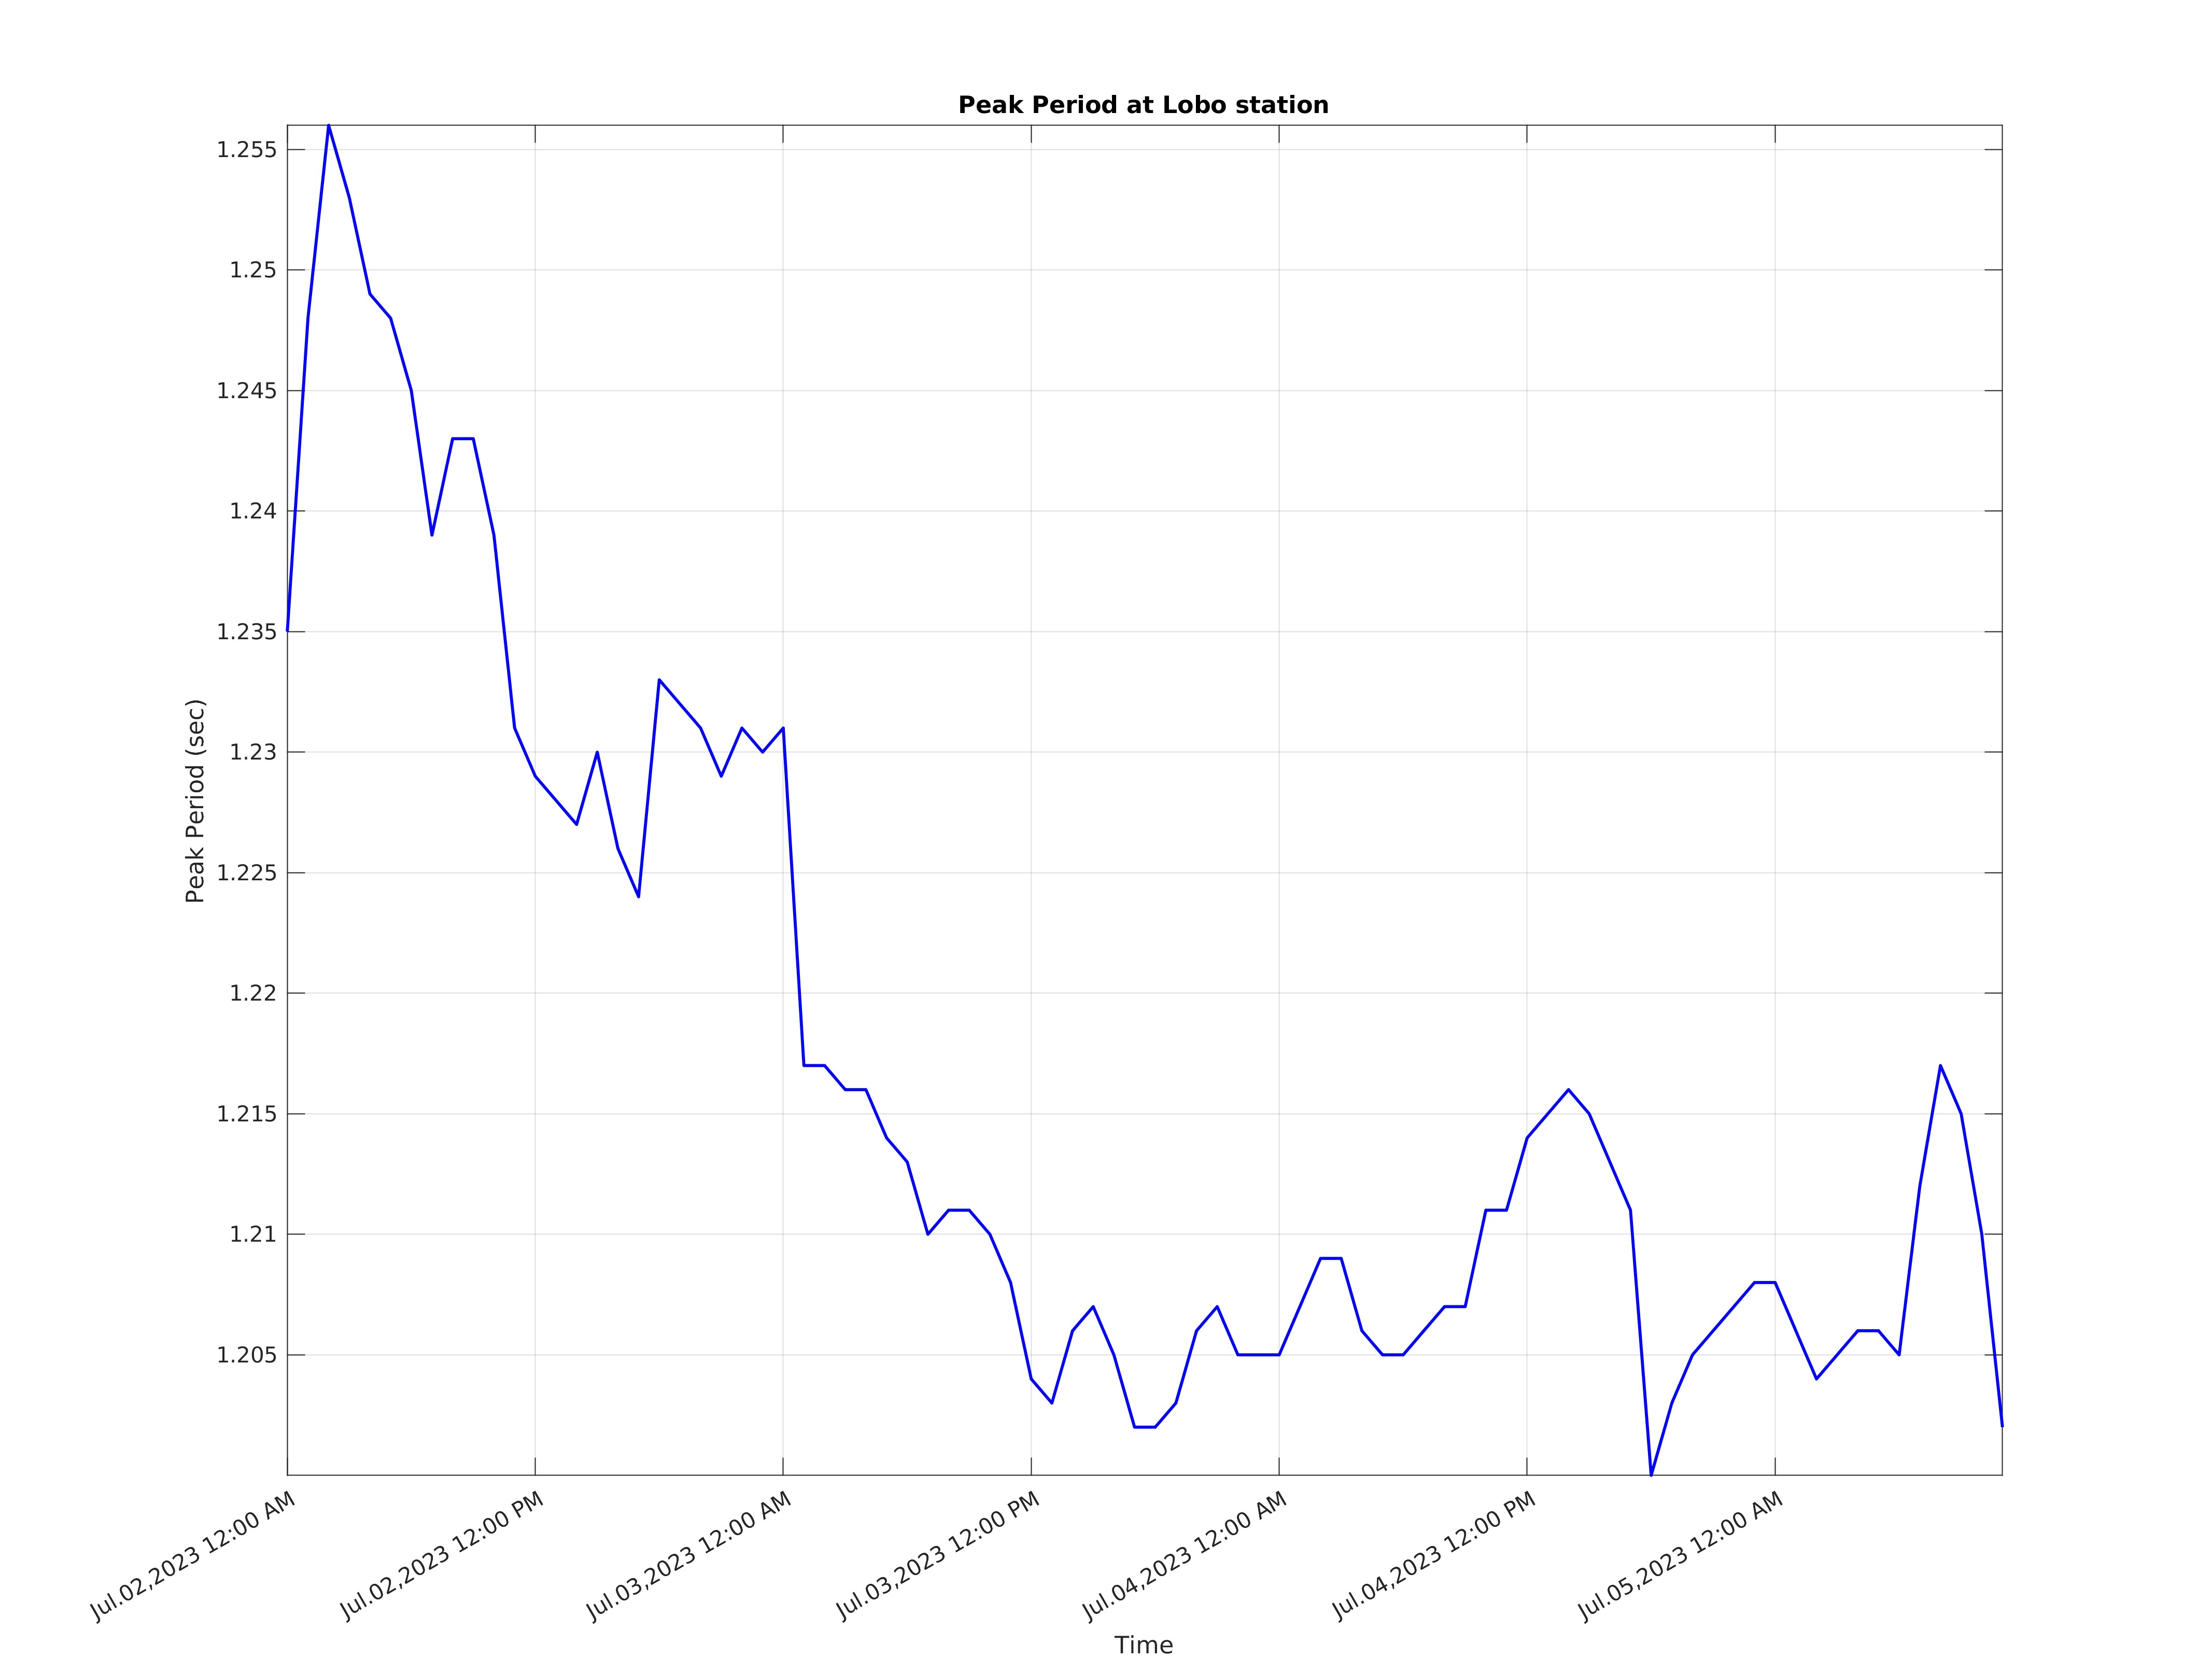 Peak Period at Lobo station
1.255
1.25
1.245
1.24
1.235
1.23
1.225
1.22
1.215
1.21
1.205
Peak Period (sec)
Jul.02,2023 12:00 AM
Jul.02,2023 12:00 PM
Jul.03,2023 12:00 AM
Jul.03,2023 12:00 PM
Jul.04,2023 12:00 AM
Jul.04,2023 12:00 PM
Jul.05,2023 12:00 AM
Time